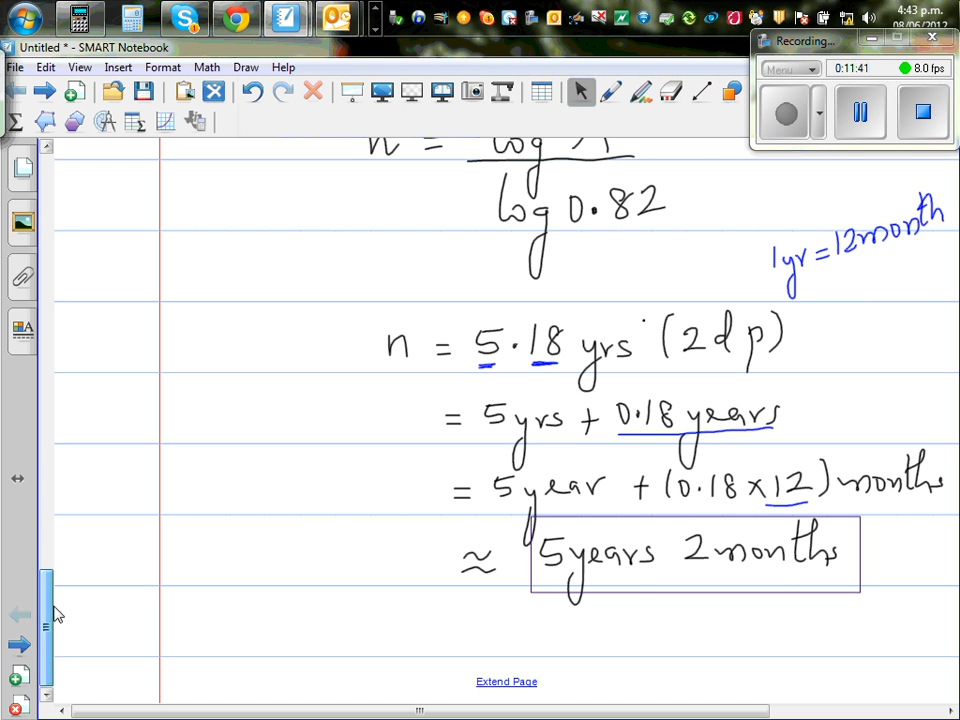 4:43 p.m.
08/06/2012
Untitled * - SMART Notebook
Recording...
File Edit View Insert Format Math Draw Help
Menu
0:11:41
8.0 fps
n = log
log 0.82
1yr = 12month
n = 5.18 yrs (2dp)
= 5yrs + 0.18 years
= 5year + (0.18 × 12) months
≈ 5years 2months
Extend Page